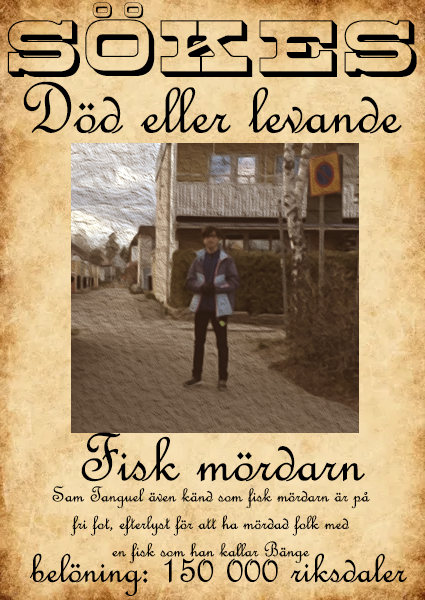 SÖKES
Död eller levande
Fisk mördarn
Sam Tanguel även känd som fisk mördarn är på
fri fot, efterlyst för att ha mördad folk med
en fisk som han kallar Bänge
belöning: 150 000 riksdaler